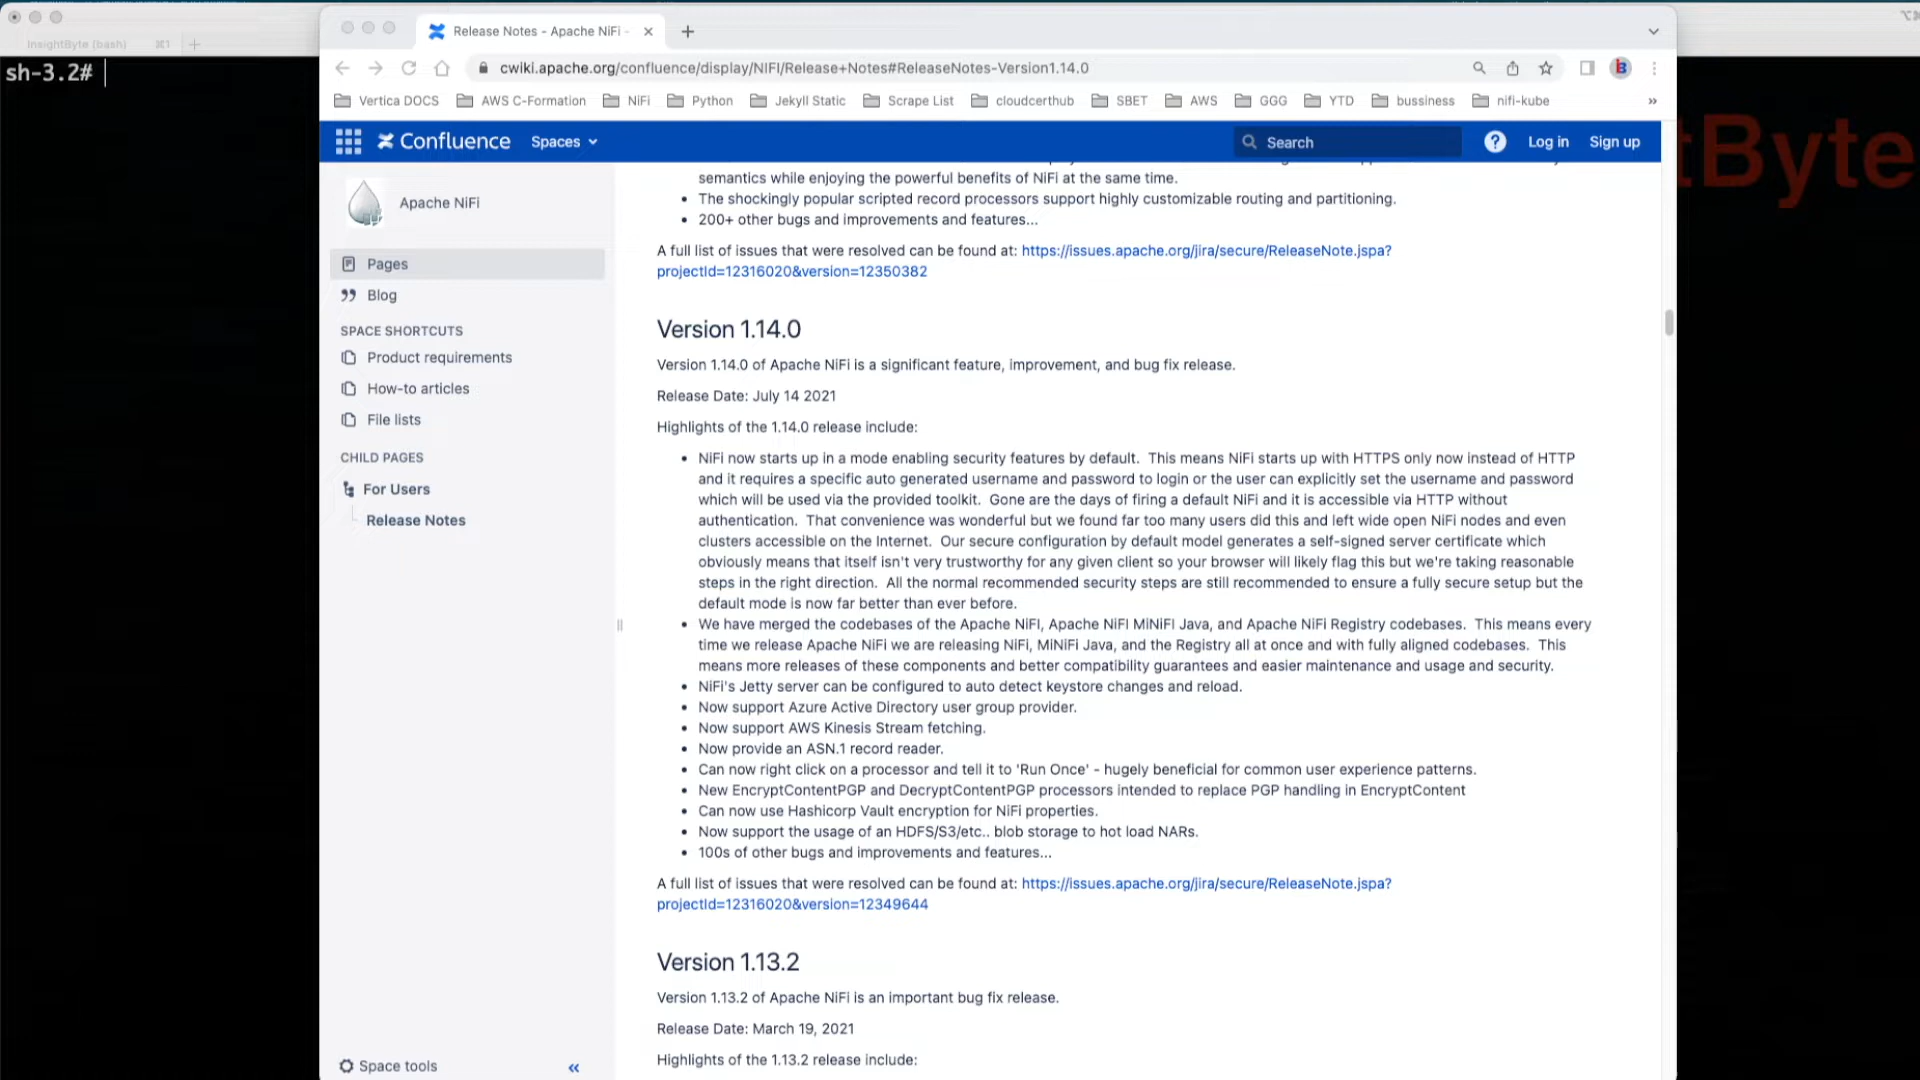 InsightByte (bash)
⌘1
sh-3.2#
Release Notes - Apache NiFi -
cwiki.apache.org/confluence/display/NIFI/Release+Notes#ReleaseNotes-Version1.14.0
Vertica DOCS
AWS C-Formation
NiFi
Python
Jekyll Static
Scrape List
cloudcerthub
SBET
AWS
GGG
YTD
bussiness
nifi-kube
»
Confluence
Spaces
Search
Log in
Sign up
tByte
Apache NiFi
Pages
Blog
SPACE SHORTCUTS
Product requirements
How-to articles
File lists
CHILD PAGES
For Users
Release Notes
Space tools
«
semantics while enjoying the powerful benefits of NiFi at the same time.
• The shockingly popular scripted record processors support highly customizable routing and partitioning.
• 200+ other bugs and improvements and features...
A full list of issues that were resolved can be found at: https://issues.apache.org/jira/secure/ReleaseNote.jspa?
projectId=12316020&version=12350382
Version 1.14.0
Version 1.14.0 of Apache NiFi is a significant feature, improvement, and bug fix release.
Release Date: July 14 2021
Highlights of the 1.14.0 release include:
• NiFi now starts up in a mode enabling security features by default.  This means NiFi starts up with HTTPS only now instead of HTTP
and it requires a specific auto generated username and password to login or the user can explicitly set the username and password
which will be used via the provided toolkit.  Gone are the days of firing a default NiFi and it is accessible via HTTP without
authentication.  That convenience was wonderful but we found far too many users did this and left wide open NiFi nodes and even
clusters accessible on the Internet.  Our secure configuration by default model generates a self-signed server certificate which
obviously means that itself isn't very trustworthy for any given client so your browser will likely flag this but we're taking reasonable
steps in the right direction.  All the normal recommended security steps are still recommended to ensure a fully secure setup but the
default mode is now far better than ever before.
• We have merged the codebases of the Apache NiFI, Apache NiFI MiNiFI Java, and Apache NiFi Registry codebases.  This means every
time we release Apache NiFi we are releasing NiFi, MiNiFi Java, and the Registry all at once and with fully aligned codebases.  This
means more releases of these components and better compatibility guarantees and easier maintenance and usage and security.
• NiFi's Jetty server can be configured to auto detect keystore changes and reload.
• Now support Azure Active Directory user group provider.
• Now support AWS Kinesis Stream fetching.
• Now provide an ASN.1 record reader.
• Can now right click on a processor and tell it to 'Run Once' - hugely beneficial for common user experience patterns.
• New EncryptContentPGP and DecryptContentPGP processors intended to replace PGP handling in EncryptContent
• Can now use Hashicorp Vault encryption for NiFi properties.
• Now support the usage of an HDFS/S3/etc.. blob storage to hot load NARs.
• 100s of other bugs and improvements and features...
A full list of issues that were resolved can be found at: https://issues.apache.org/jira/secure/ReleaseNote.jspa?
projectId=12316020&version=12349644
Version 1.13.2
Version 1.13.2 of Apache NiFi is an important bug fix release.
Release Date: March 19, 2021
Highlights of the 1.13.2 release include: